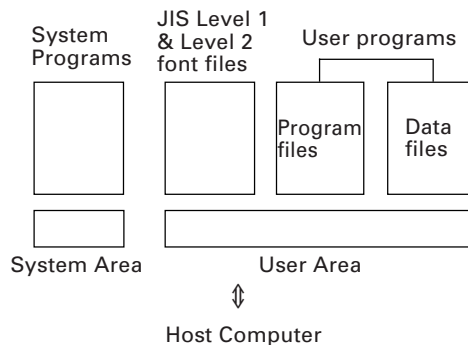 System
Programs
JIS Level 1
& Level 2
font files
User programs
Program
files
Data
files
System Area
User Area
Host Computer